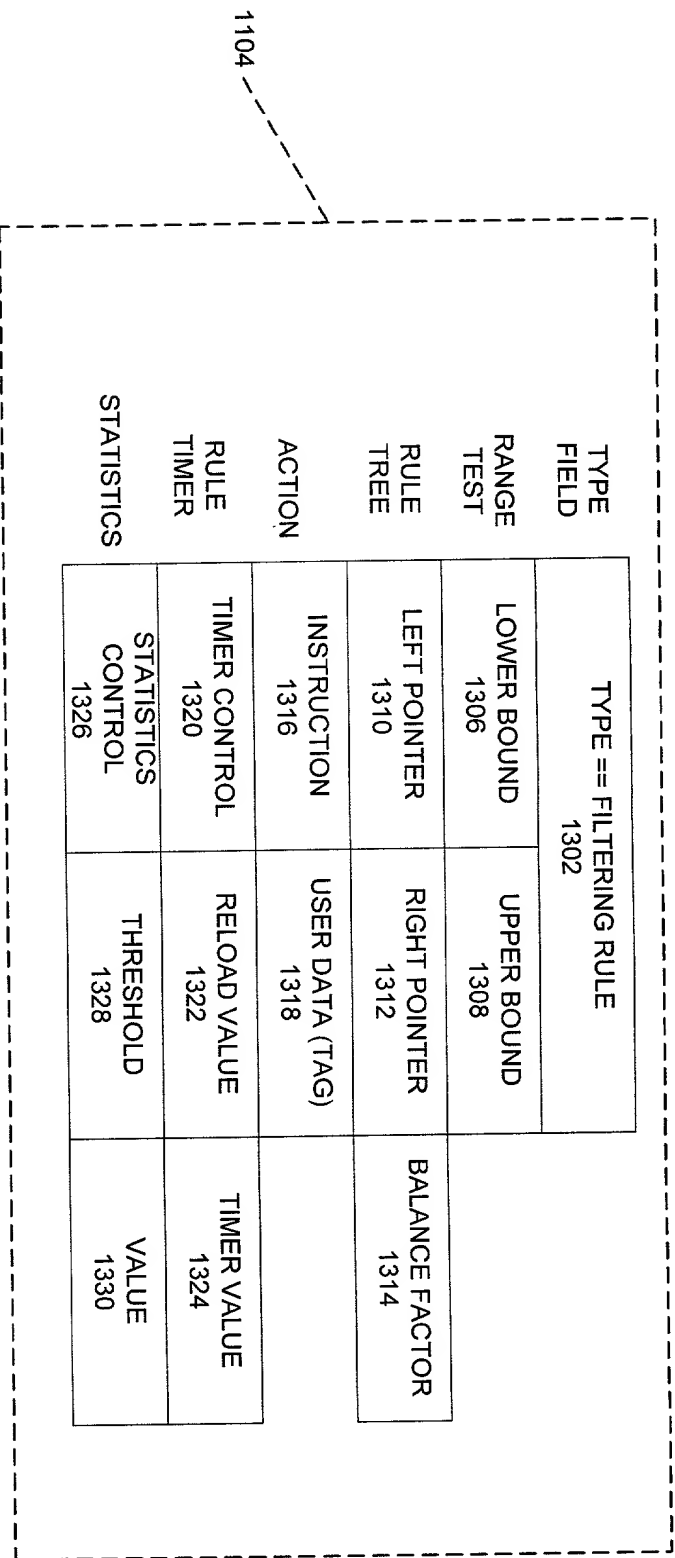 1104
TYPE
FIELD
TYPE == FILTERING RULE
1302
RANGE
TEST
LOWER BOUND
1306
UPPER BOUND
1308
RULE
TREE
LEFT POINTER
1310
RIGHT POINTER
1312
BALANCE FACTOR
1314
ACTION
INSTRUCTION
1316
USER DATA (TAG)
1318
RULE
TIMER
TIMER CONTROL
1320
RELOAD VALUE
1322
TIMER VALUE
1324
STATISTICS
STATISTICS
CONTROL
1326
THRESHOLD
1328
VALUE
1330